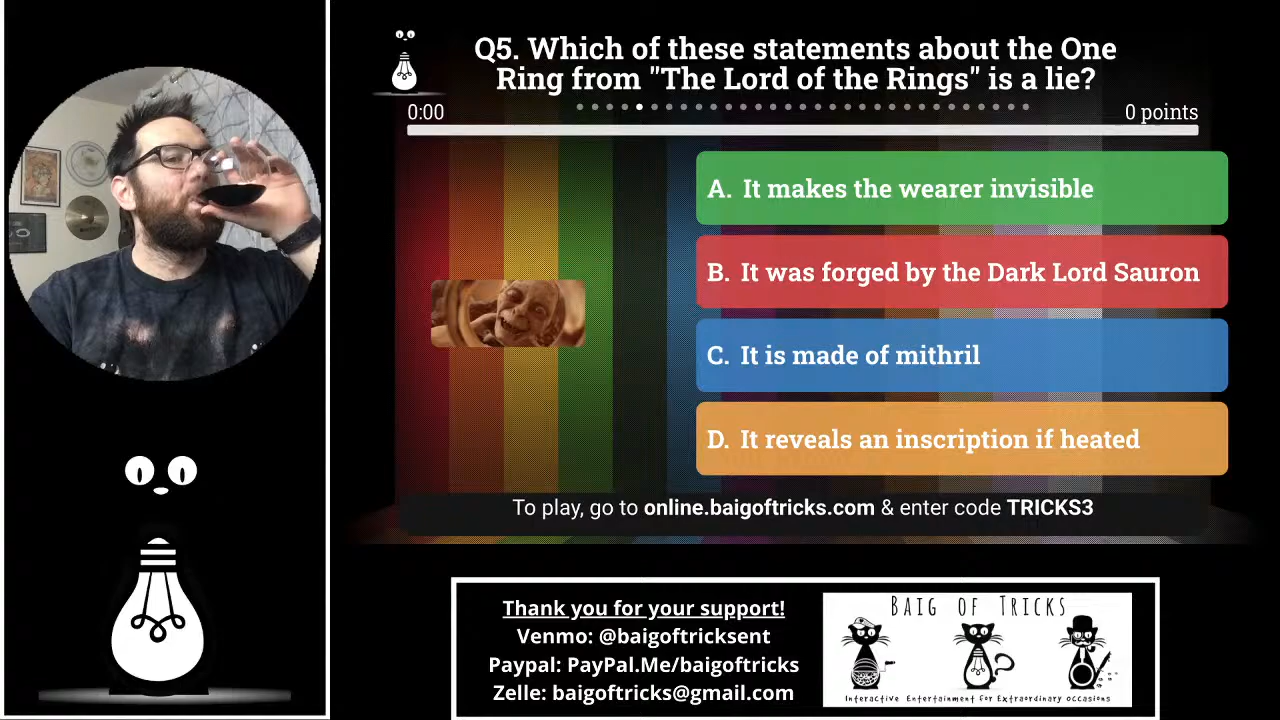 Q5. Which of these statements about the One
Ring from "The Lord of the Rings" is a lie?
0:00
0 points
A. It makes the wearer invisible
B. It was forged by the Dark Lord Sauron
C. It is made of mithril
D. It reveals an inscription if heated
To play, go to online.baigoftricks.com & enter code TRICKS3
Thank you for your support!
Venmo: @baigoftricksent
Paypal: PayPal.Me/baigoftricks
Zelle: baigoftricks@gmail.com
BAIG OF TRICKS
Interactive Entertainment for Extraordinary Occasions